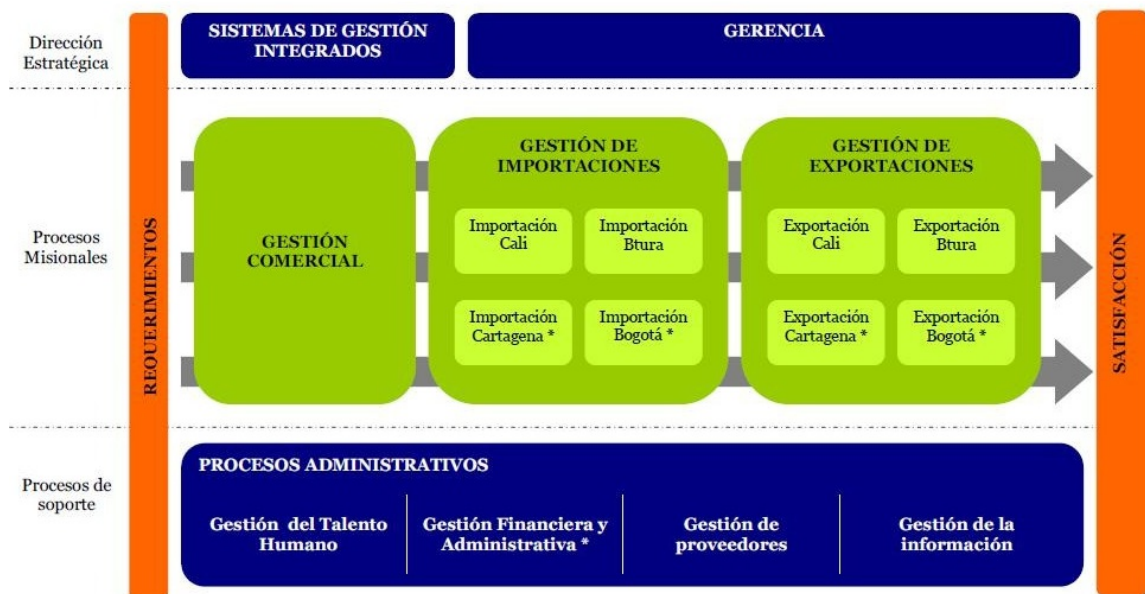 Dirección
Estratégica
SISTEMAS DE GESTIÓN
INTEGRADOS
GERENCIA
REQUERIMIENTOS
Procesos
Misionales
GESTIÓN
COMERCIAL
GESTIÓN DE
IMPORTACIONES
Importación
Cali
Importación
Btura
Importación
Cartagena *
Importación
Bogotá *
GESTIÓN DE
EXPORTACIONES
Exportación
Cali
Exportación
Btura
Exportación
Cartagena *
Exportación
Bogotá *
SATISFACCIÓN
Procesos de
soporte
PROCESOS ADMINISTRATIVOS
Gestión del Talento
Humano
Gestión Financiera y
Administrativa *
Gestión de
proveedores
Gestión de la
información